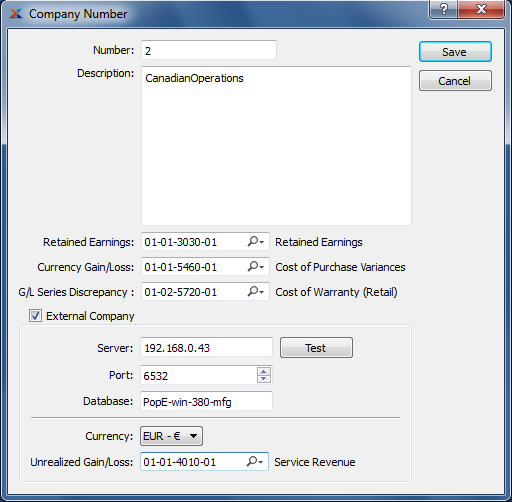 Company Number
Number: 2
Save
Description: CanadianOperations
Cancel
Retained Earnings: 01-01-3030-01 Retained Earnings
Currency Gain/Loss: 01-01-5460-01 Cost of Purchase Variances
G/L Series Discrepancy : 01-02-5720-01 Cost of Warranty (Retail)
External Company
Server: 192.168.0.43 Test
Port: 6532
Database: PopE-win-380-mfg
Currency: EUR - €
Unrealized Gain/Loss: 01-01-4010-01 Service Revenue